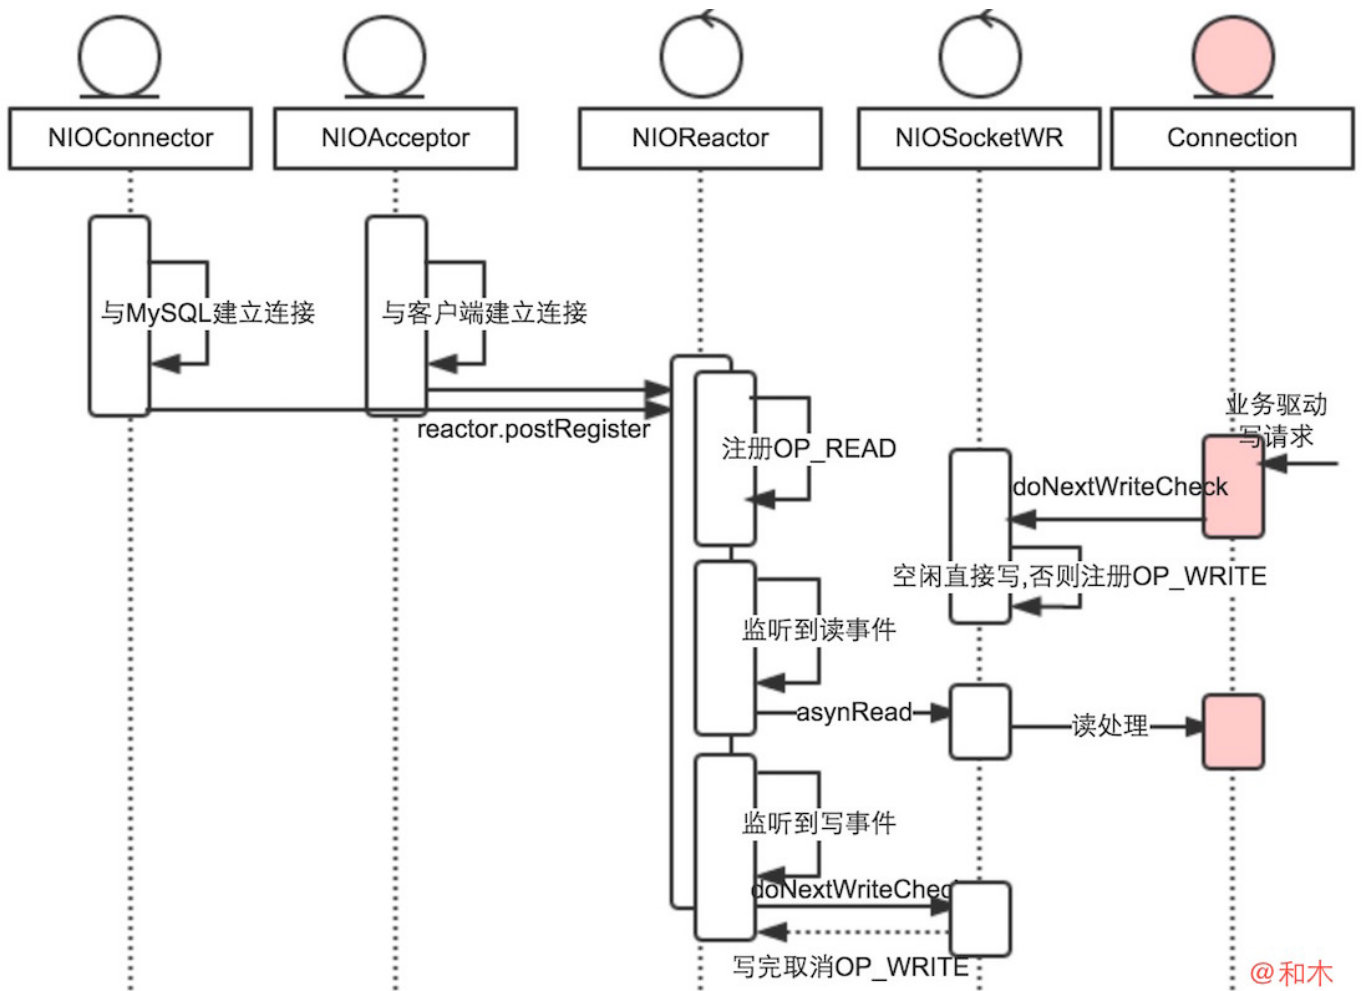 NIOConnector
NIOAcceptor
NIOReactor
NIOSocketWR
Connection
与MySQL建立连接
与客户端建立连接
reactor.postRegister
注册OP_READ
业务驱动
写请求
doNextWriteCheck
空闲直接写,否则注册OP_WRITE
监听到读事件
asynRead
读处理
监听到写事件
doNextWriteChec
写完取消OP_WRITE
@和木